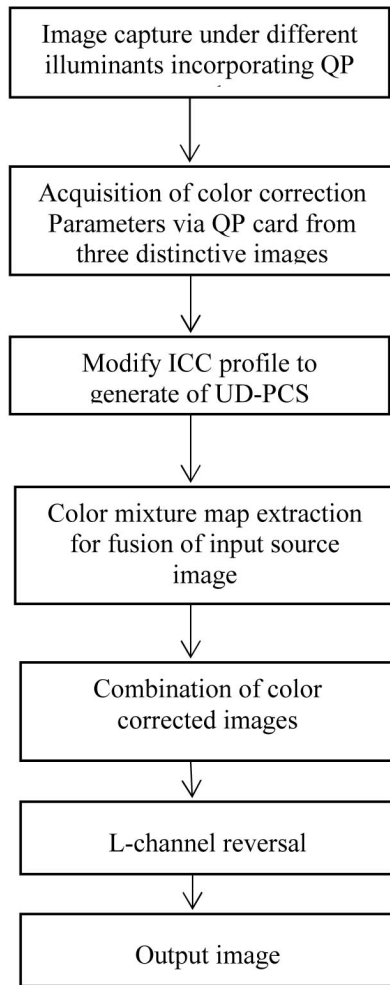 Image capture under different
illuminants incorporating QP
Acquisition of color correction
Parameters via QP card from
three distinctive images
Modify ICC profile to
generate of UD-PCS
Color mixture map extraction
for fusion of input source
image
Combination of color
corrected images
L-channel reversal
Output image